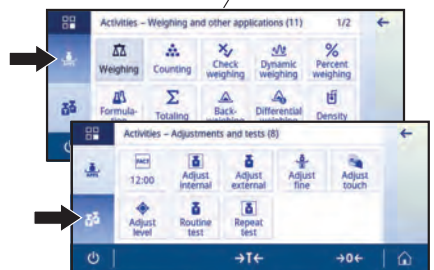 Activities – Weighing and other applications (11) 1/2
Weighing Counting Check weighing Dynamic weighing Percent weighing
Formula- Totaling Back- Differential Density
Activities – Adjustments and tests (8)
FACT 12:00 Adjust internal Adjust external Adjust fine Adjust touch
Adjust level Routine test Repeat test
→T← →0←